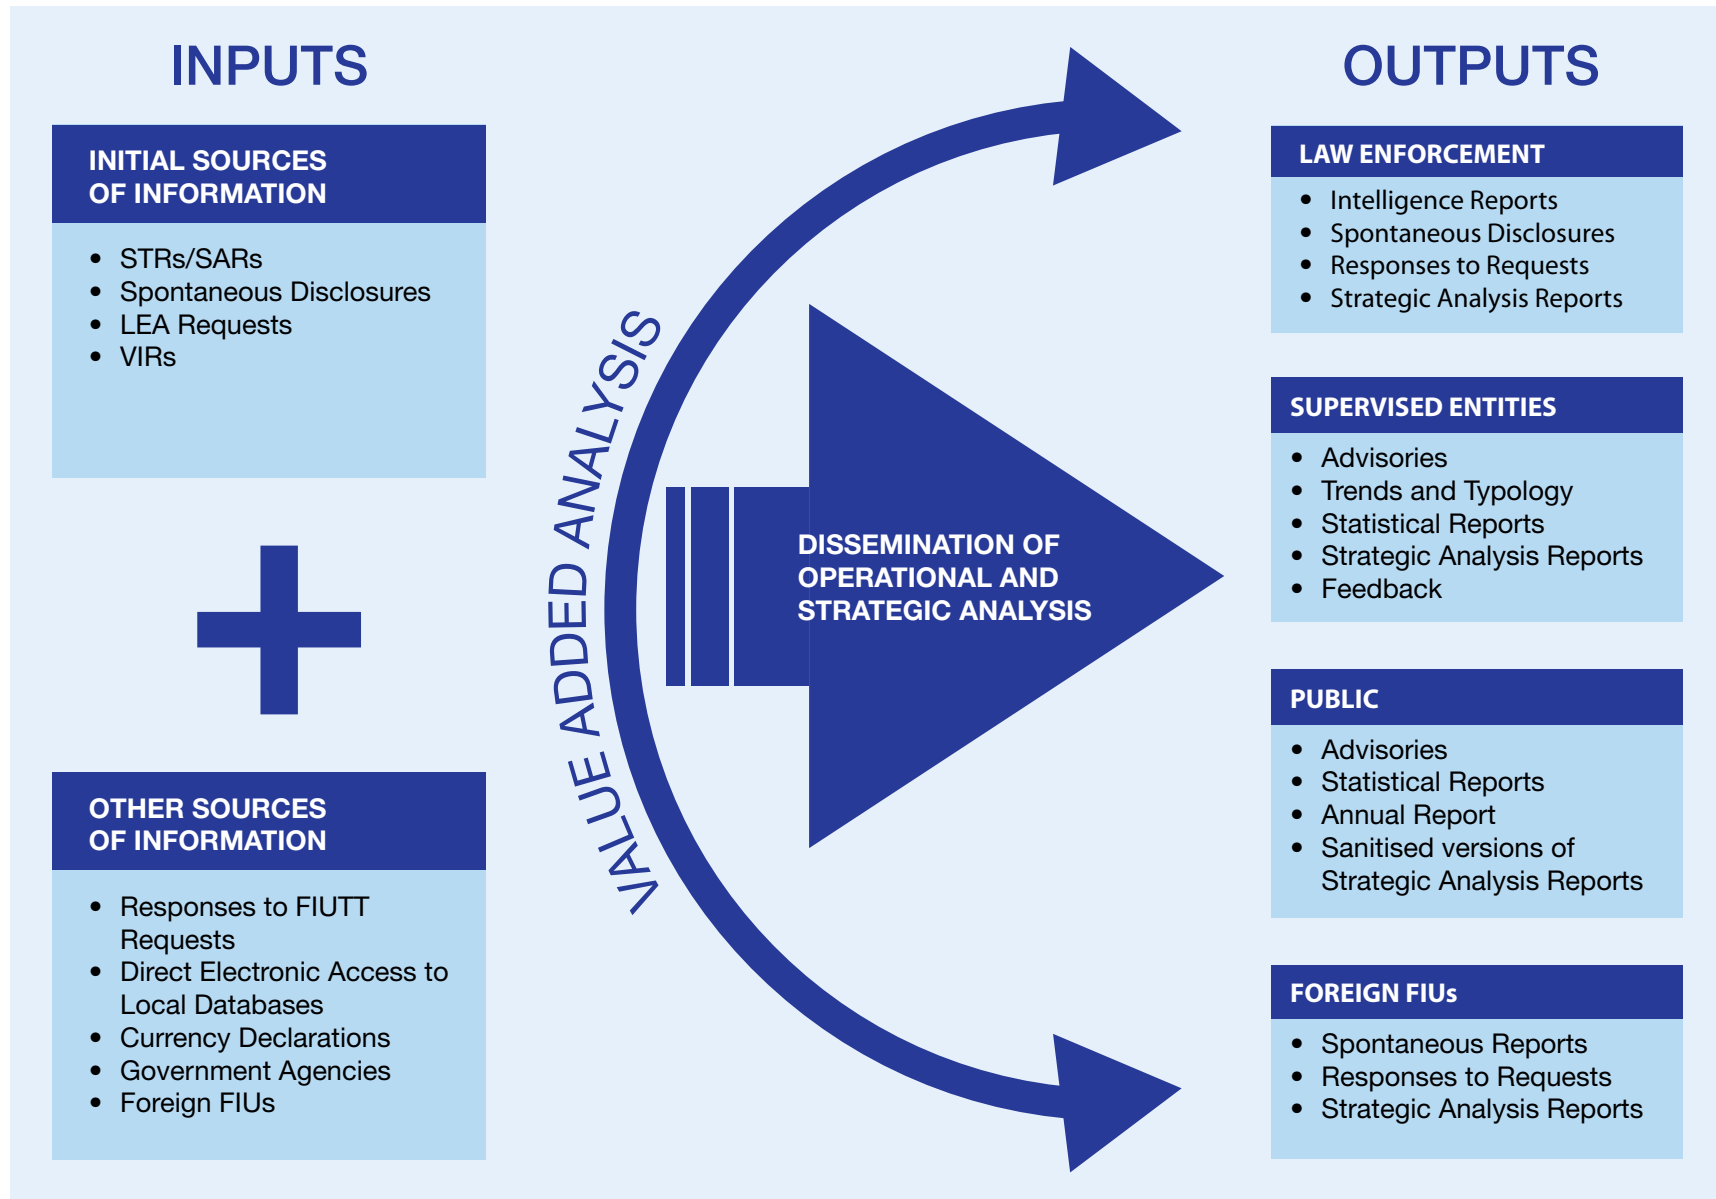 INPUTS
INITIAL SOURCES
OF INFORMATION
• STRs/SARs
• Spontaneous Disclosures
• LEA Requests
• VIRs
OTHER SOURCES
OF INFORMATION
• Responses to FIUTT
Requests
• Direct Electronic Access to
Local Databases
• Currency Declarations
• Government Agencies
• Foreign FIUs
VALUE ADDED ANALYSIS
DISSEMINATION OF
OPERATIONAL AND
STRATEGIC ANALYSIS
OUTPUTS
LAW ENFORCEMENT
• Intelligence Reports
• Spontaneous Disclosures
• Responses to Requests
• Strategic Analysis Reports
SUPERVISED ENTITIES
• Advisories
• Trends and Typology
• Statistical Reports
• Strategic Analysis Reports
• Feedback
PUBLIC
• Advisories
• Statistical Reports
• Annual Report
• Sanitised versions of
Strategic Analysis Reports
FOREIGN FIUs
• Spontaneous Reports
• Responses to Requests
• Strategic Analysis Reports